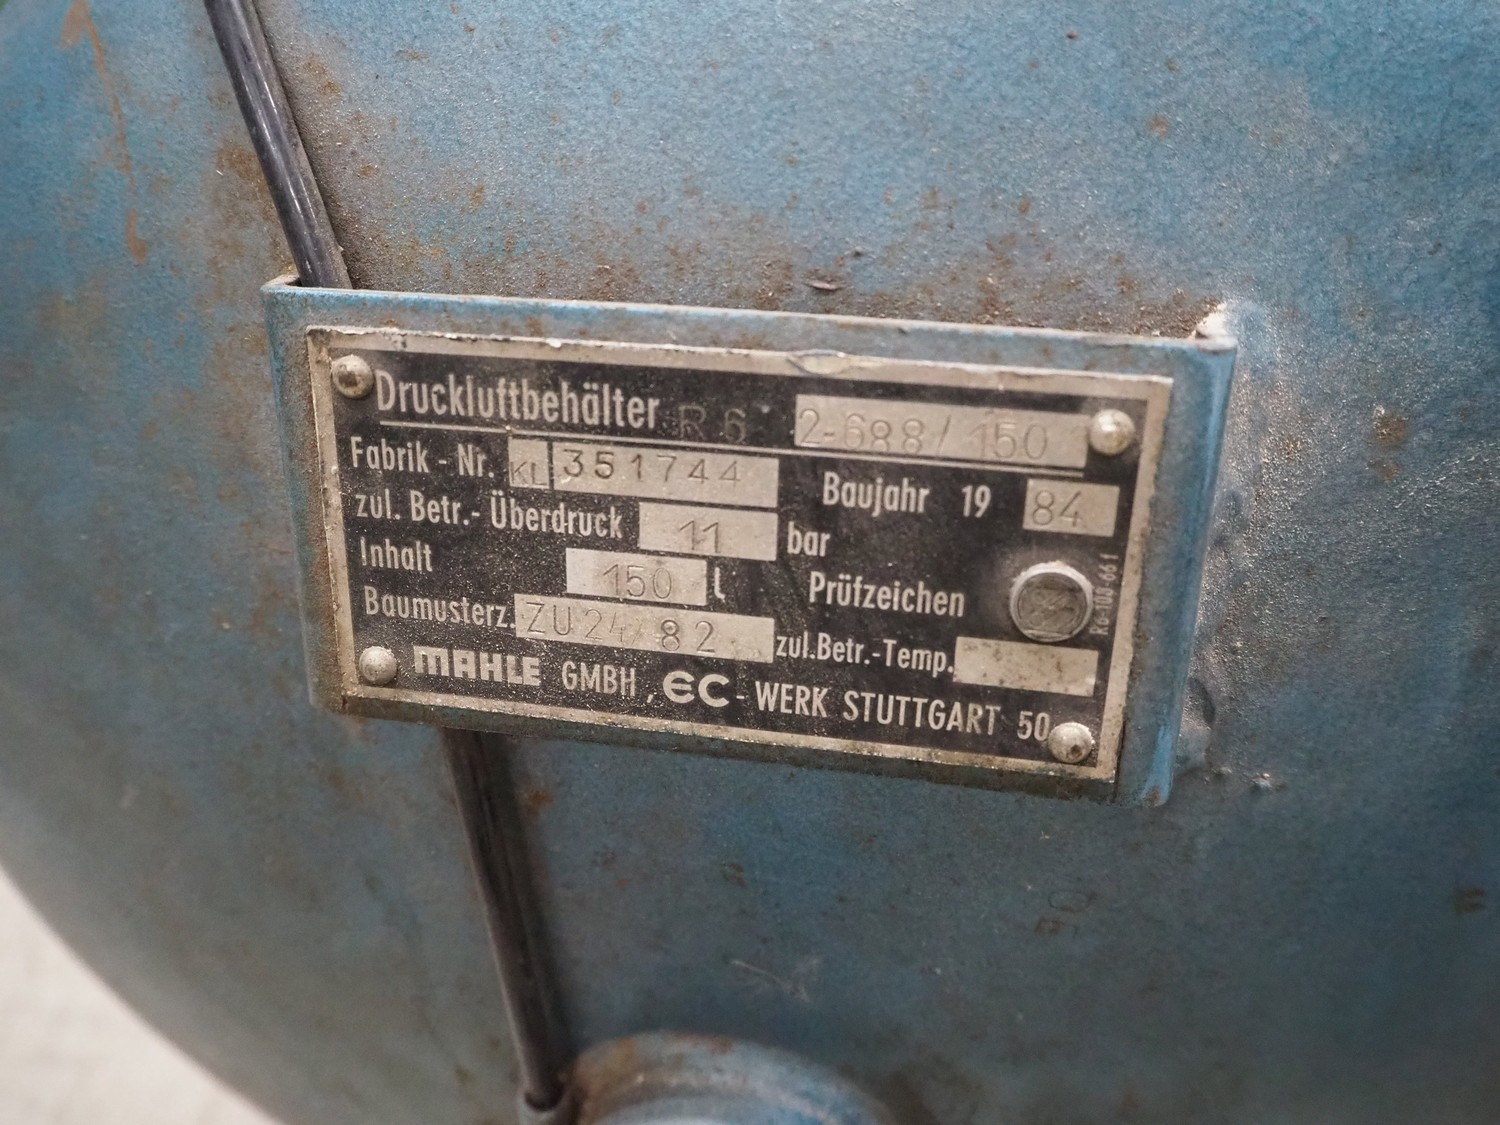 Druckluftbehälter R6 2-688/150
Fabrik - Nr. KL 351744 Baujahr 19 84
zul. Betr.- Überdruck 11 bar
Inhalt 150 l Prüfzeichen
Baumusterz. ZU 24/82 zul.Betr.-Temp.
MAHLE GMBH, EC - WERK STUTTGART 50